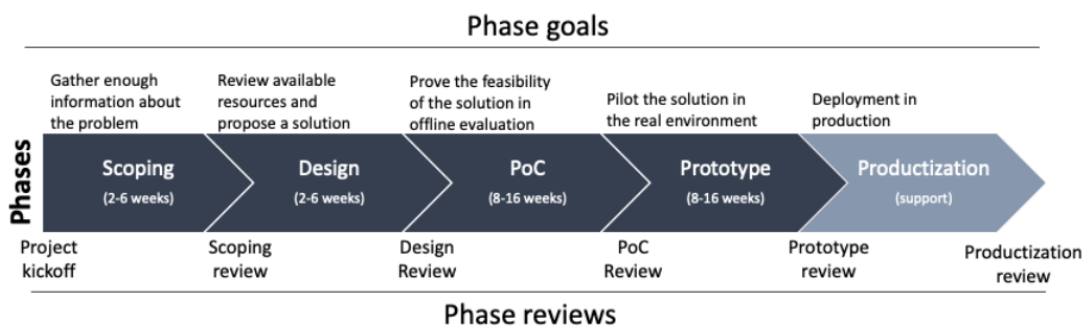 Phase goals
Gather enough
information about
the problem
Review available
resources and
propose a solution
Prove the feasibility
of the solution in
offline evaluation
Pilot the solution in
the real environment
Deployment in
production
Phases
Scoping
(2-6 weeks)
Design
(2-6 weeks)
PoC
(8-16 weeks)
Prototype
(8-16 weeks)
Productization
(support)
Project
kickoff
Scoping
review
Design
Review
PoC
Review
Prototype
review
Productization
review
Phase reviews